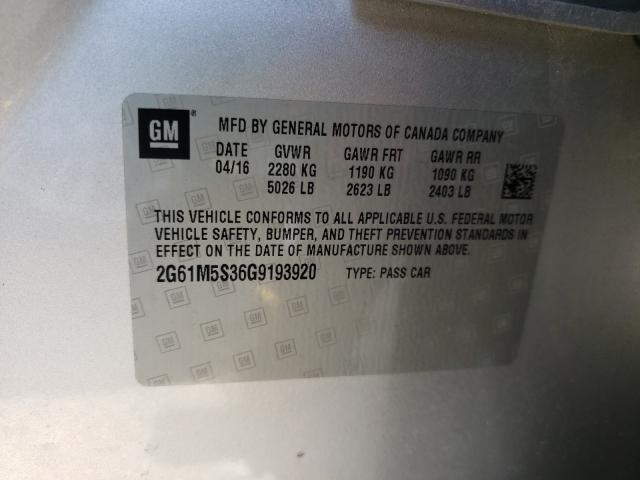 GM ® MFD BY GENERAL MOTORS OF CANADA COMPANY
DATE GVWR GAWR FRT GAWR RR
04/16 2280 KG 1190 KG 1090 KG
5026 LB 2623 LB 2403 LB
THIS VEHICLE CONFORMS TO ALL APPLICABLE U.S. FEDERAL MOTOR
VEHICLE SAFETY, BUMPER, AND THEFT PREVENTION STANDARDS IN
EFFECT ON THE DATE OF MANUFACTURE SHOWN ABOVE.
2G61M5S36G9193920 TYPE: PASS CAR